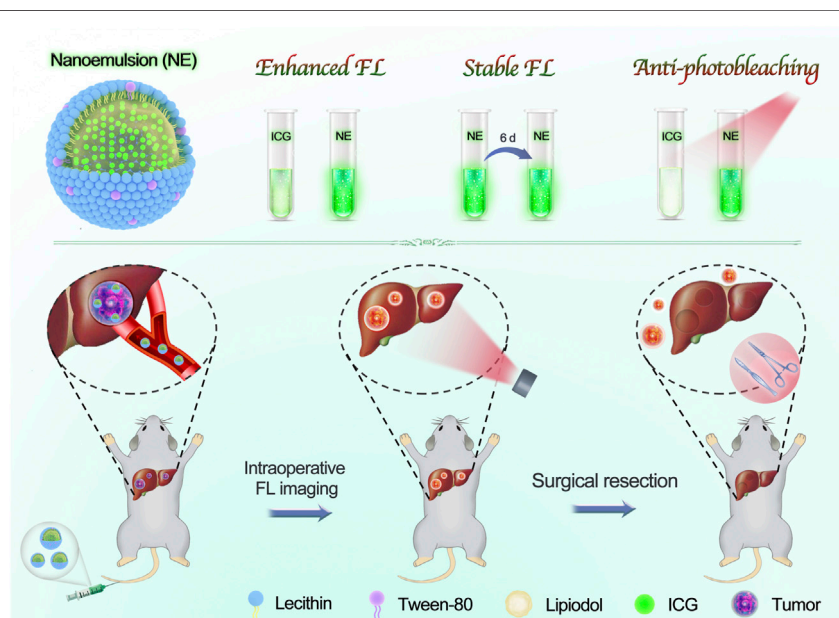 Nanoemulsion (NE)
Enhanced FL
Stable FL
Anti-photobleaching
ICG
NE
NE
6 d
NE
ICG
NE
Intraoperative
FL imaging
Surgical resection
Lecithin
Tween-80
Lipiodol
ICG
Tumor